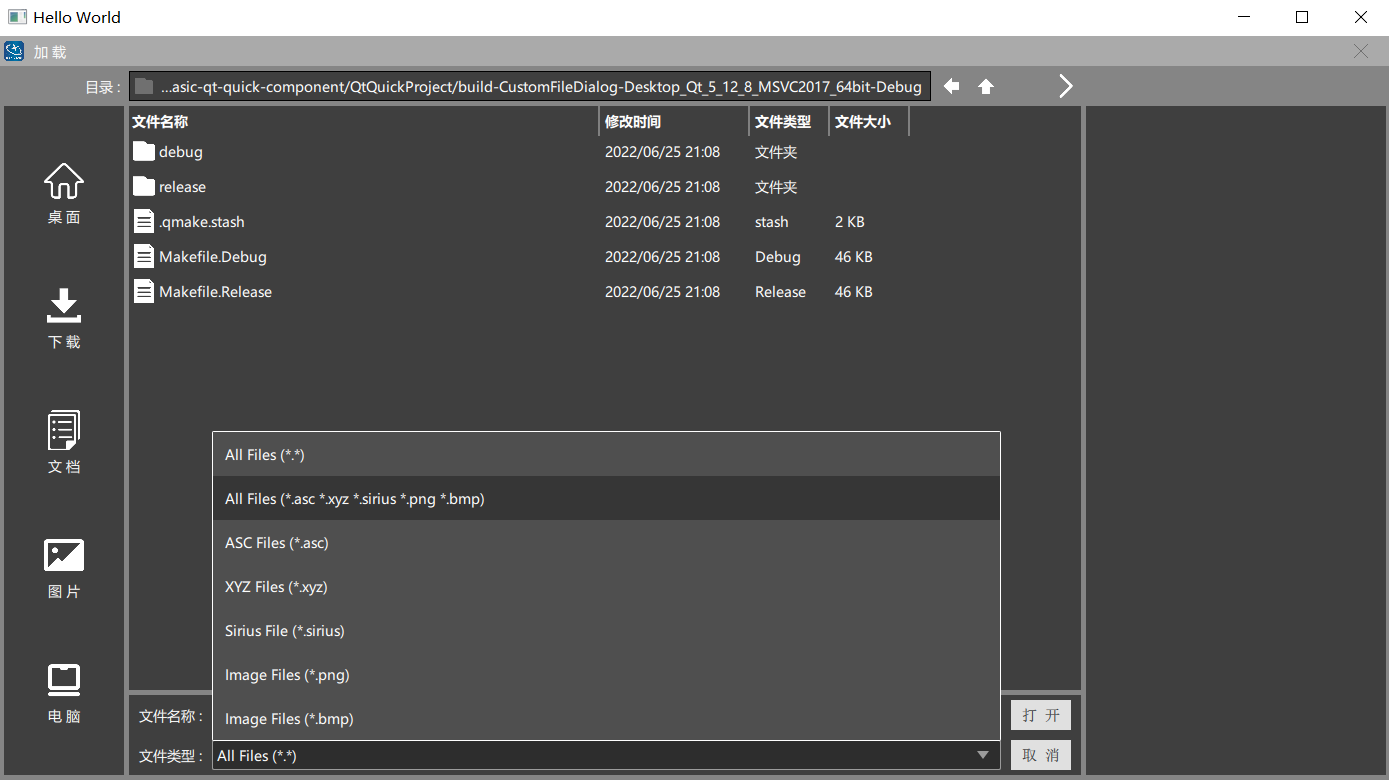 Hello World
加载
目录 :
...asic-qt-quick-component/QtQuickProject/build-CustomFileDialog-Desktop_Qt_5_12_8_MSVC2017_64bit-Debug
文件名称 修改时间 文件类型 文件大小
debug 2022/06/25 21:08 文件夹
release 2022/06/25 21:08 文件夹
.qmake.stash 2022/06/25 21:08 stash 2 KB
Makefile.Debug 2022/06/25 21:08 Debug 46 KB
Makefile.Release 2022/06/25 21:08 Release 46 KB
桌面
下载
文档
图片
电脑
All Files (*.*)
All Files (*.asc *.xyz *.sirius *.png *.bmp)
ASC Files (*.asc)
XYZ Files (*.xyz)
Sirius File (*.sirius)
Image Files (*.png)
Image Files (*.bmp)
文件名称 :
打 开
文件类型 : All Files (*.*)
取 消